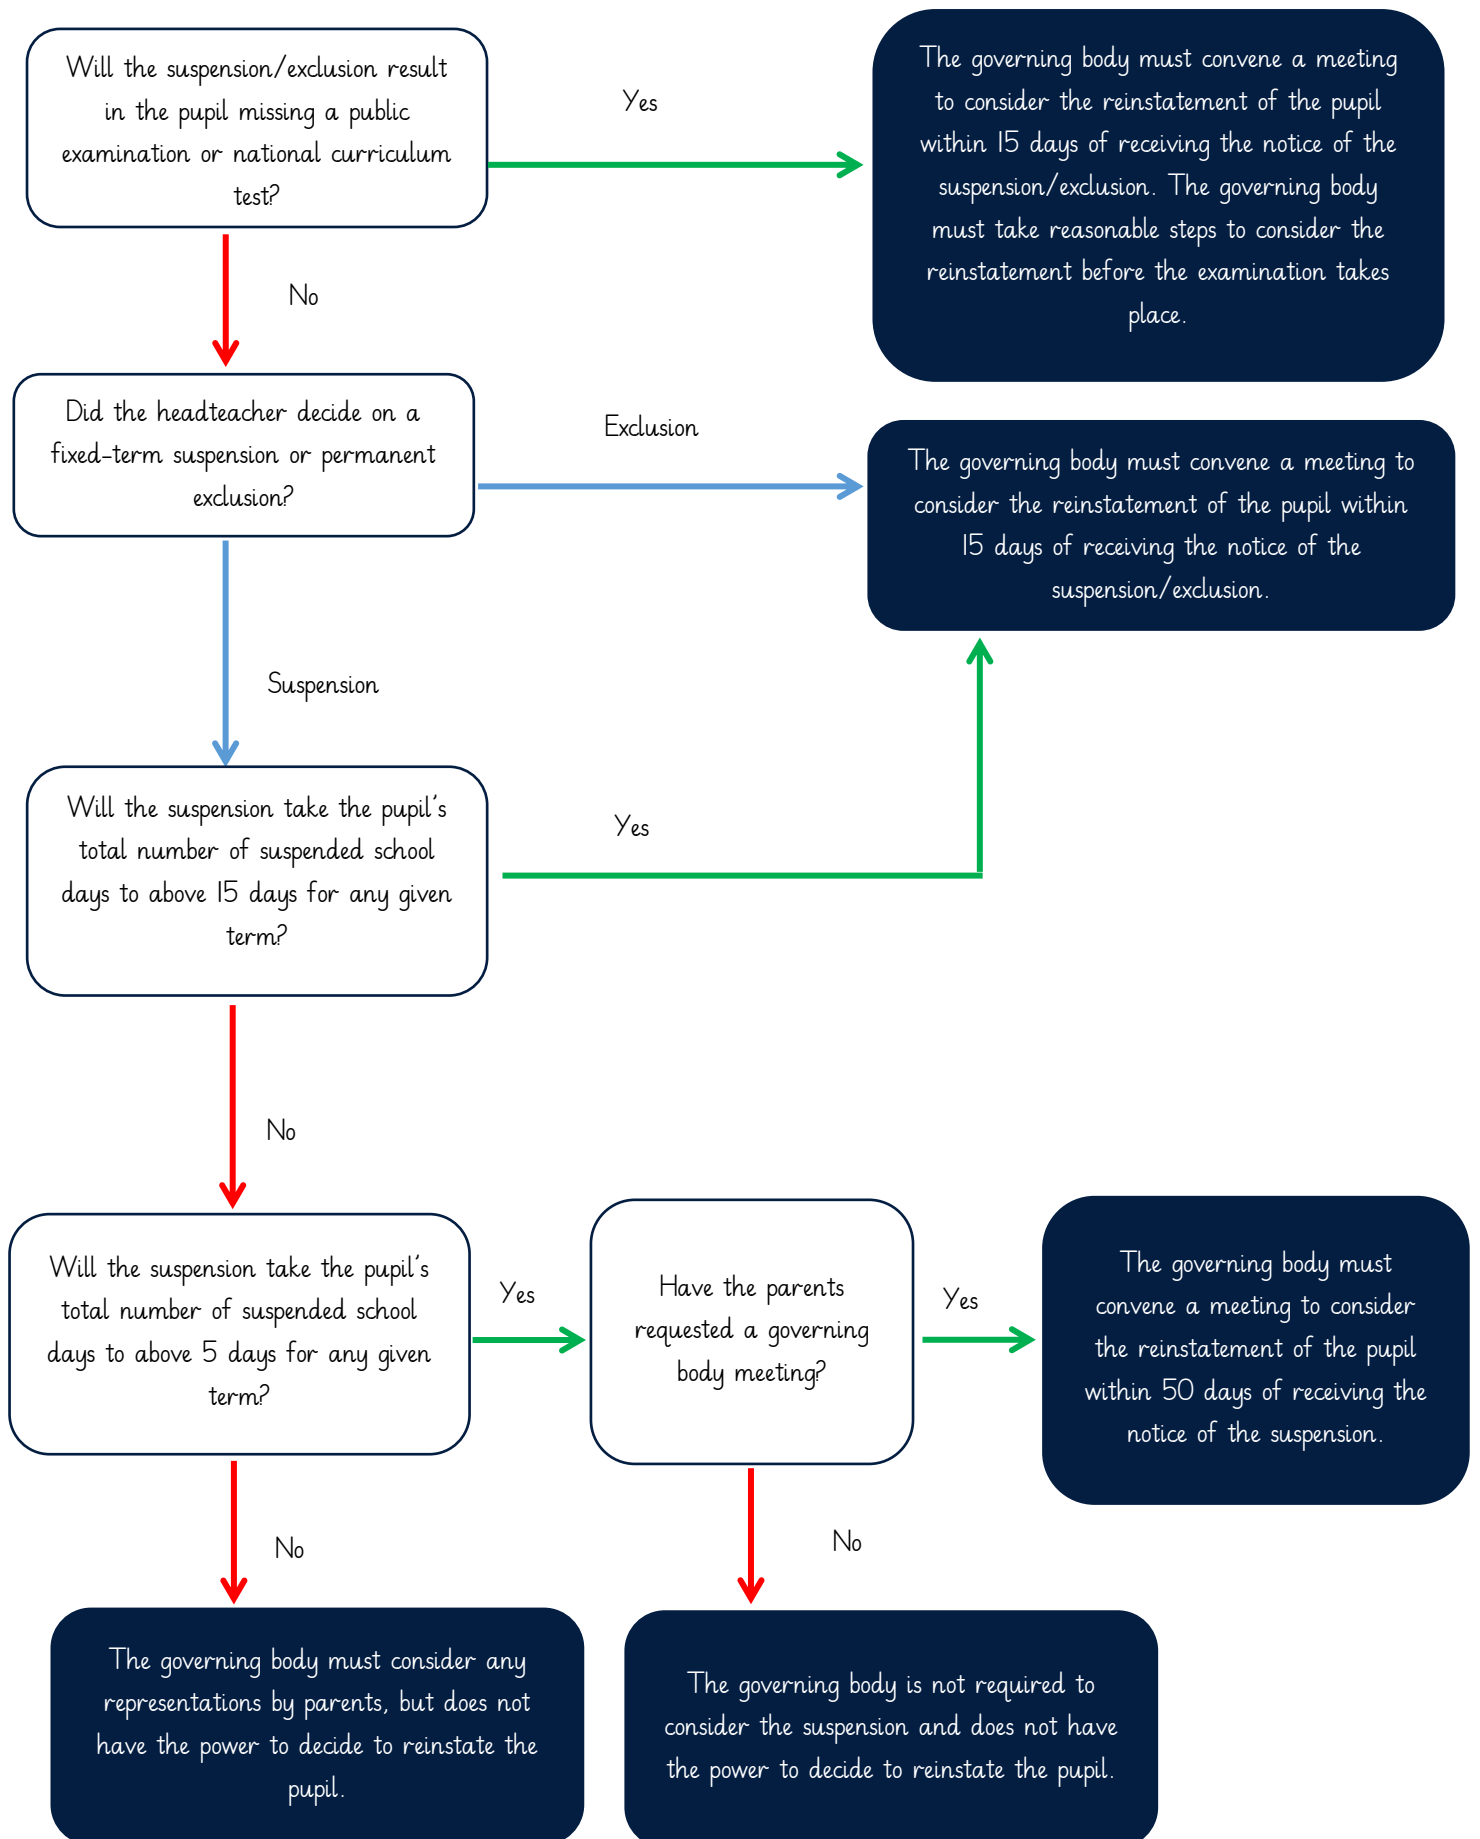 Will the suspension/exclusion result
in the pupil missing a public
examination or national curriculum
test?
Yes
The governing body must convene a meeting
to consider the reinstatement of the pupil
within 15 days of receiving the notice of the
suspension/exclusion. The governing body
must take reasonable steps to consider the
reinstatement before the examination takes
place.
No
Did the headteacher decide on a
fixed-term suspension or permanent
exclusion?
Exclusion
The governing body must convene a meeting to
consider the reinstatement of the pupil within
15 days of receiving the notice of the
suspension/exclusion.
Suspension
Will the suspension take the pupil's
total number of suspended school
days to above 15 days for any given
term?
Yes
No
Will the suspension take the pupil's
total number of suspended school
days to above 5 days for any given
term?
Yes
Have the parents
requested a governing
body meeting?
Yes
The governing body must
convene a meeting to consider
the reinstatement of the pupil
within 50 days of receiving the
notice of the suspension.
No
No
The governing body must consider any
representations by parents, but does not
have the power to decide to reinstate the
pupil.
The governing body is not required to
consider the suspension and does not have
the power to decide to reinstate the pupil.